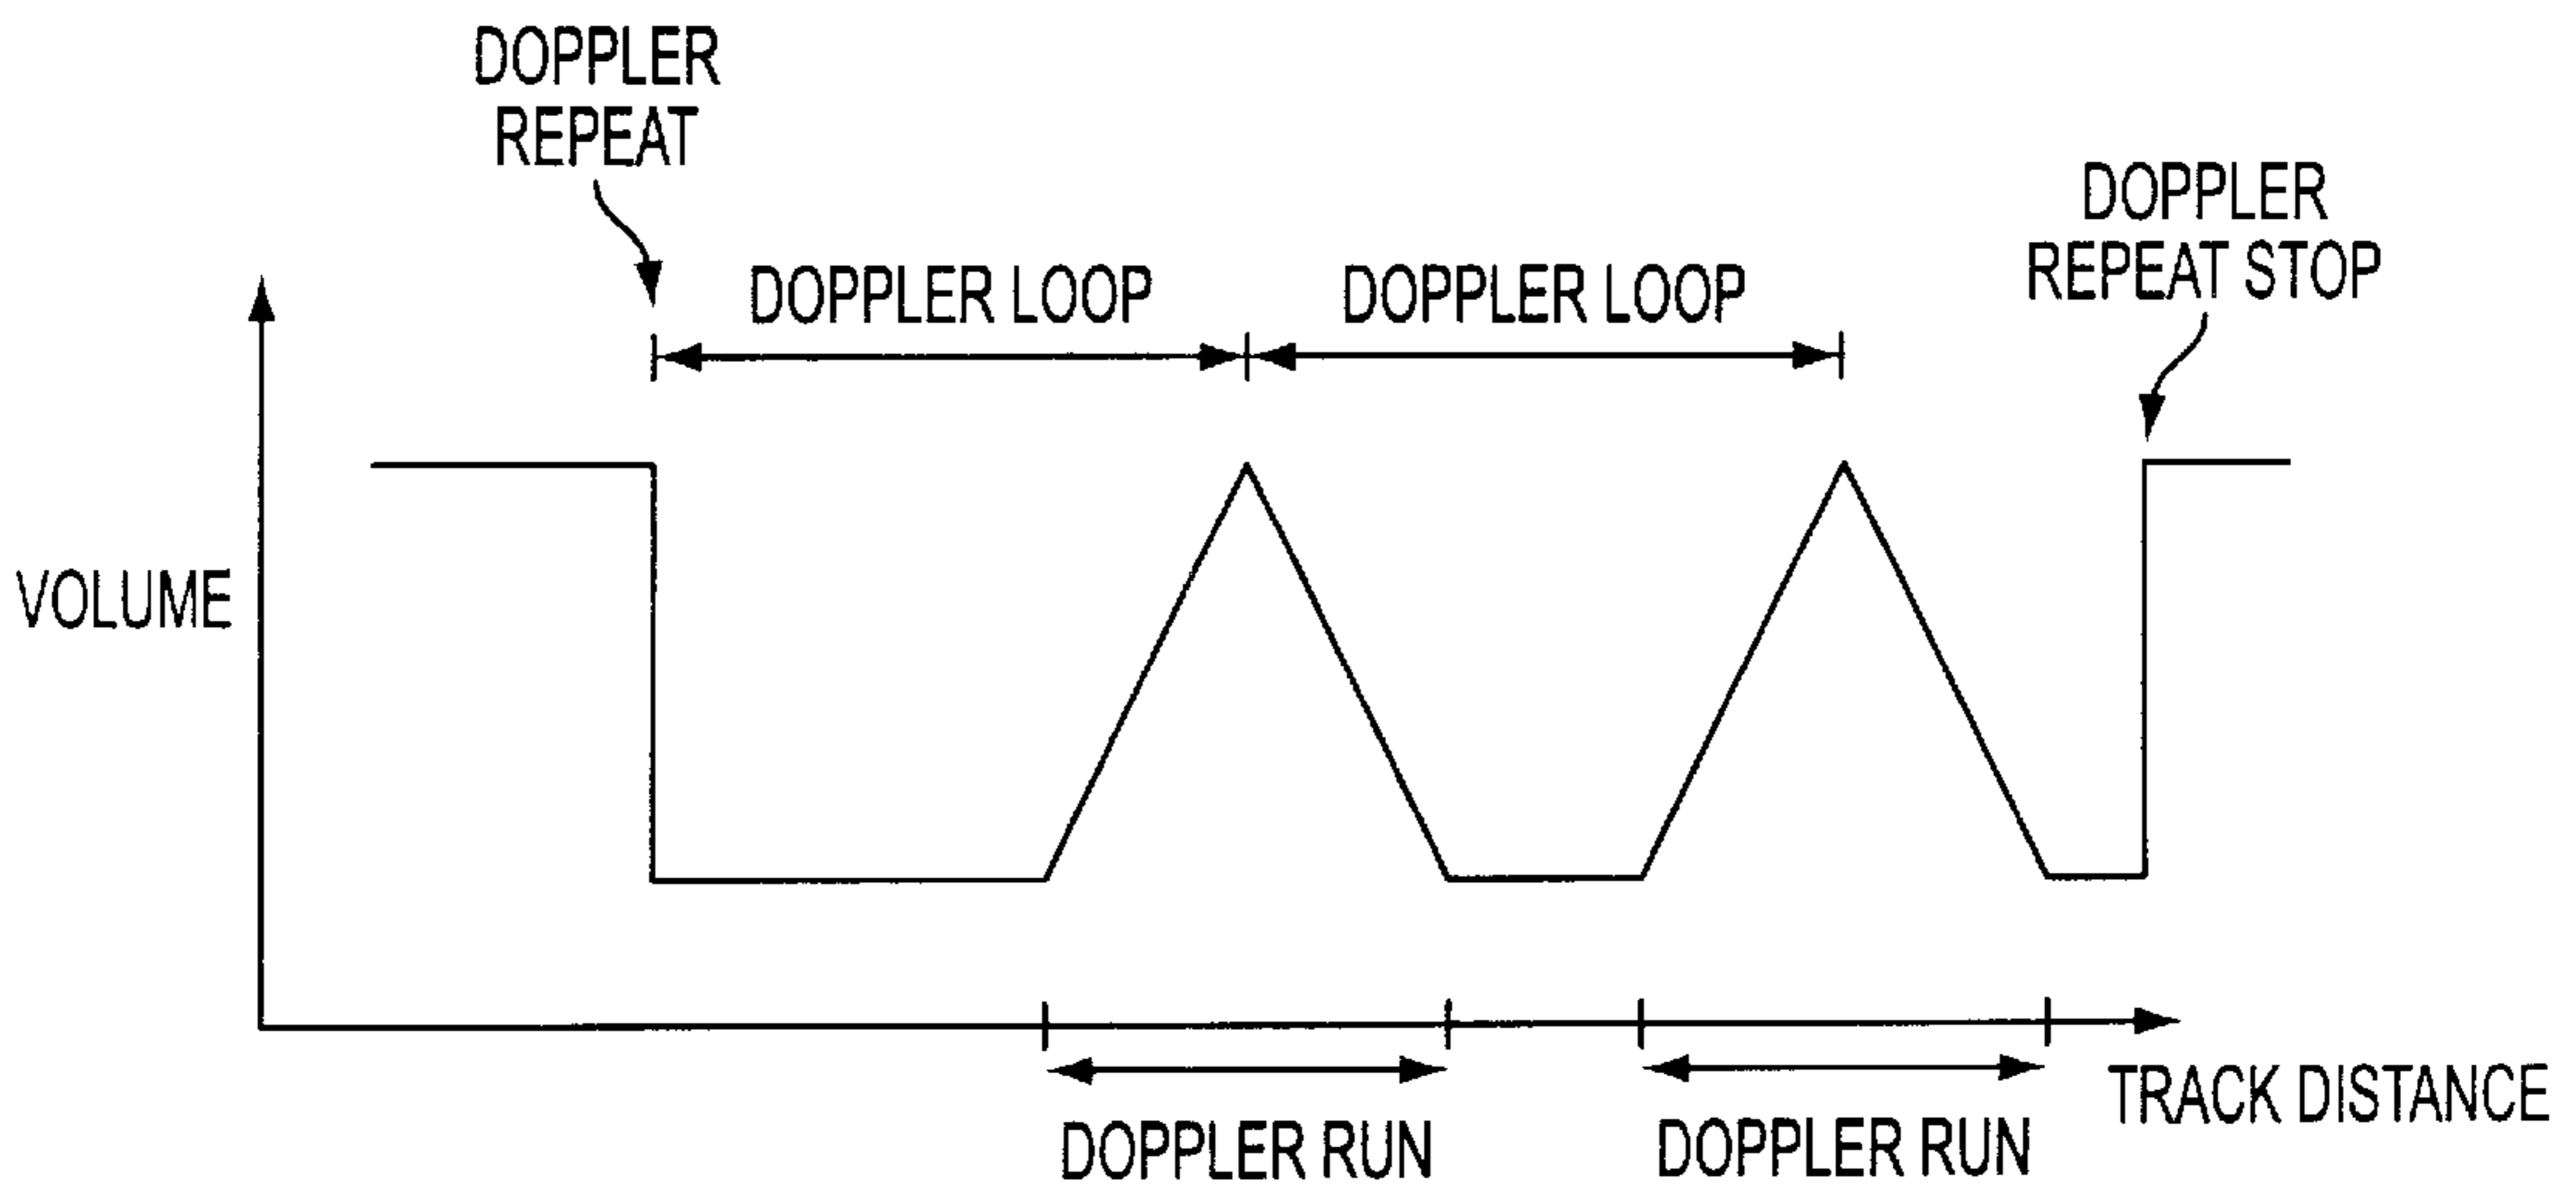 DOPPLER
REPEAT
DOPPLER
REPEAT STOP
DOPPLER LOOP
DOPPLER LOOP
VOLUME
TRACK DISTANCE
DOPPLER RUN
DOPPLER RUN